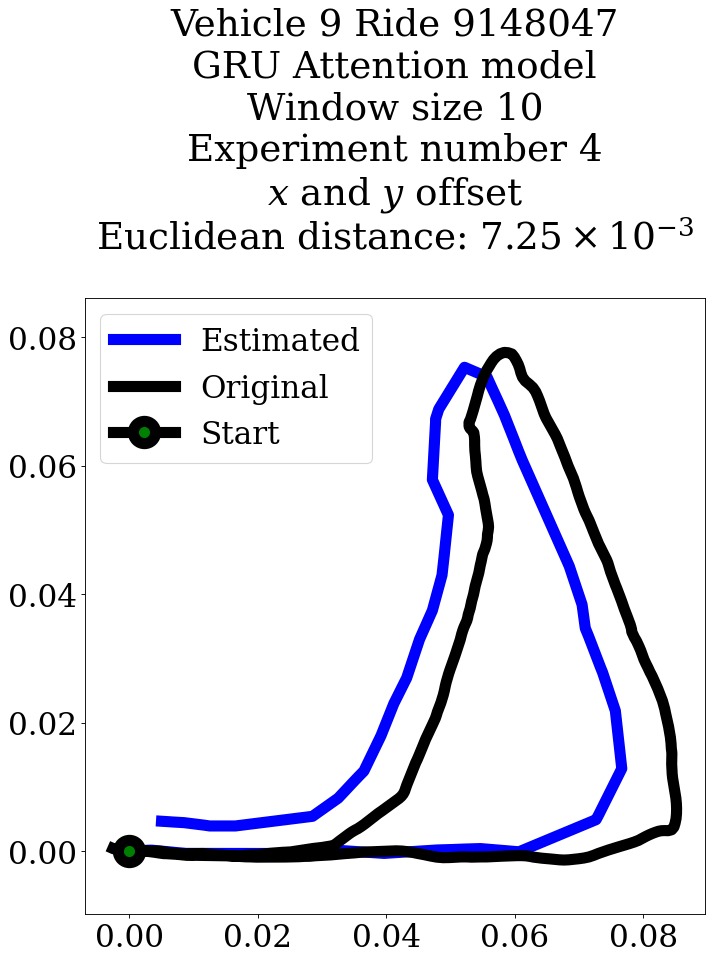 Vehicle 9 Ride 9148047
GRU Attention model
Window size 10
Experiment number 4
x and y offset
Euclidean distance: 7.25 × 10⁻³
Estimated
Original
Start
0.08
0.06
0.04
0.02
0.00
0.00 0.02 0.04 0.06 0.08